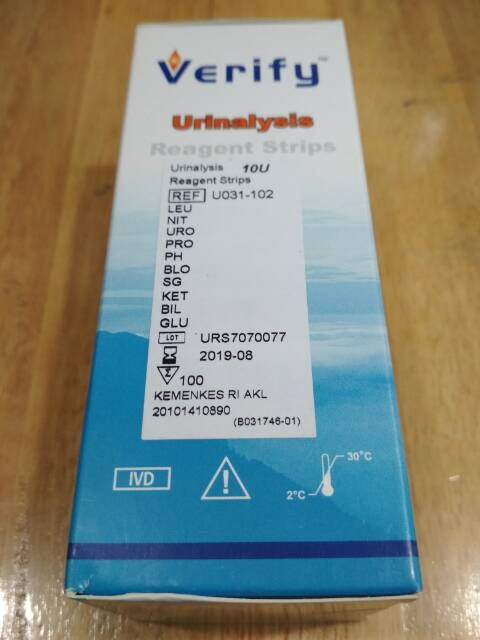 Verify™
Urinalysis
Reagent Strips
Urinalysis 10U
Reagent Strips
REF U031-102
LEU
NIT
URO
PRO
PH
BLO
SG
KET
BIL
GLU
LOT URS7070077
2019-08
100
KEMENKES RI AKL
20101410890
(B031746-01)
IVD
30°C
2°C